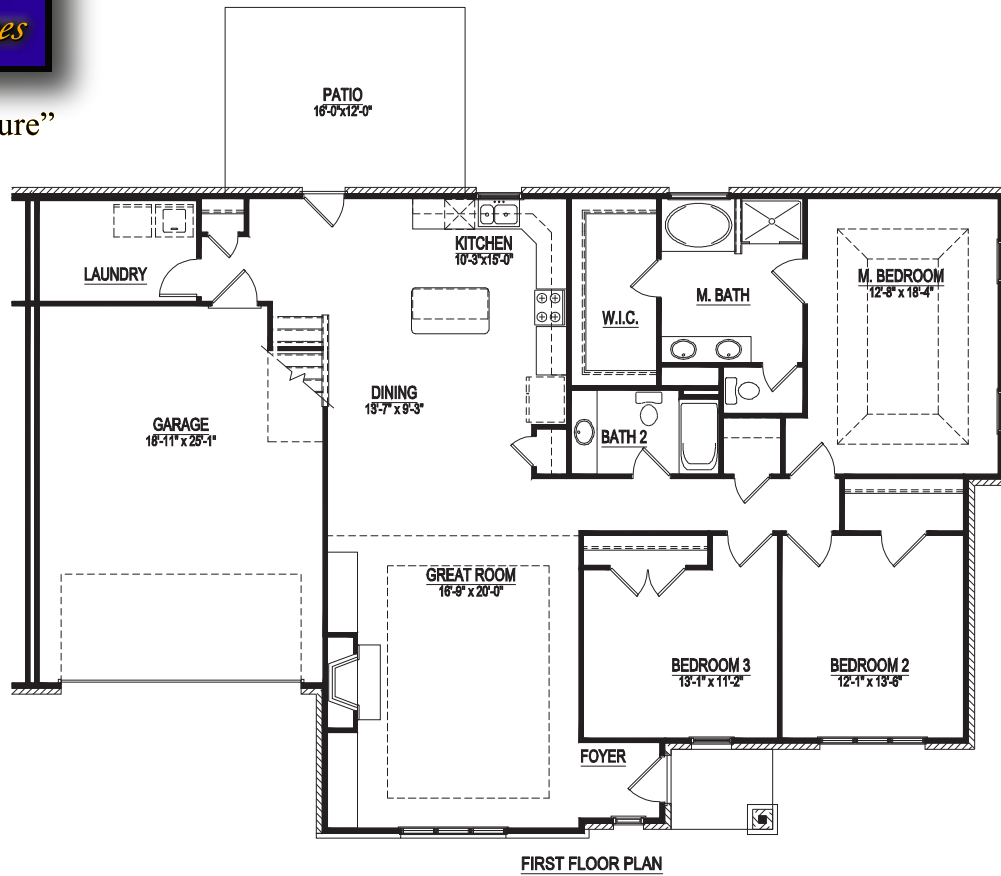 es
ure”
PATIO
16'-0"x12'-0"
KITCHEN
10'-3"x15'-0"
LAUNDRY
M. BEDROOM
12'-8" x 18'-4"
M. BATH
W.I.C.
DINING
13'-7" x 9'-3"
GARAGE
18'-11" x 25'-1"
BATH 2
GREAT ROOM
16'-9" x 20'-0"
BEDROOM 3
13'-1" x 11'-2"
BEDROOM 2
12'-1" x 13'-6"
FOYER
FIRST FLOOR PLAN